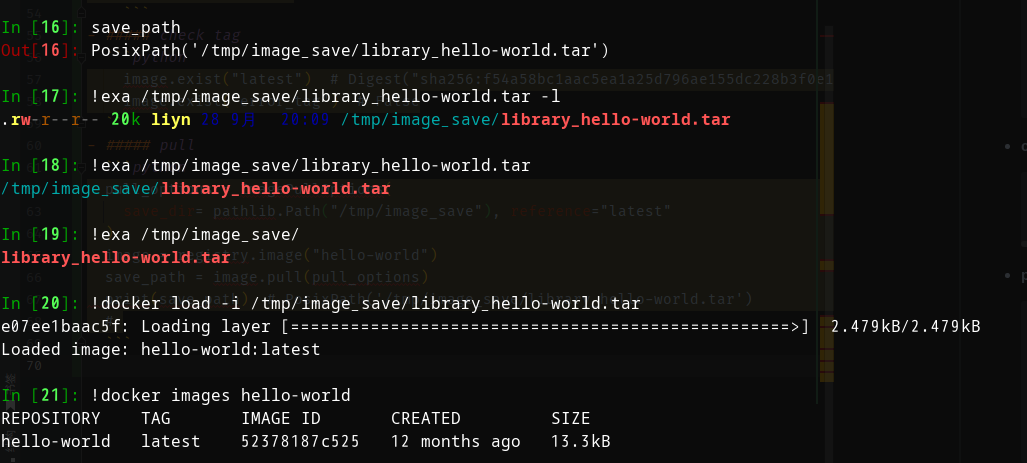 In [16]: save_path
Out[16]: PosixPath('/tmp/image_save/library_hello-world.tar')
In [17]: !exa /tmp/image_save/library_hello-world.tar -l
.rw-r--r-- 20k liyn 28 9月 20:09 /tmp/image_save/library_hello-world.tar
In [18]: !exa /tmp/image_save/library_hello-world.tar
/tmp/image_save/library_hello-world.tar
In [19]: !exa /tmp/image_save/
library_hello-world.tar
In [20]: !docker load -i /tmp/image_save/library_hello-world.tar
e07ee1baac5f: Loading layer [==================================================>] 2.479kB/2.479kB
Loaded image: hello-world:latest
In [21]: !docker images hello-world
REPOSITORY TAG IMAGE ID CREATED SIZE
hello-world latest 52378187c525 12 months ago 13.3kB